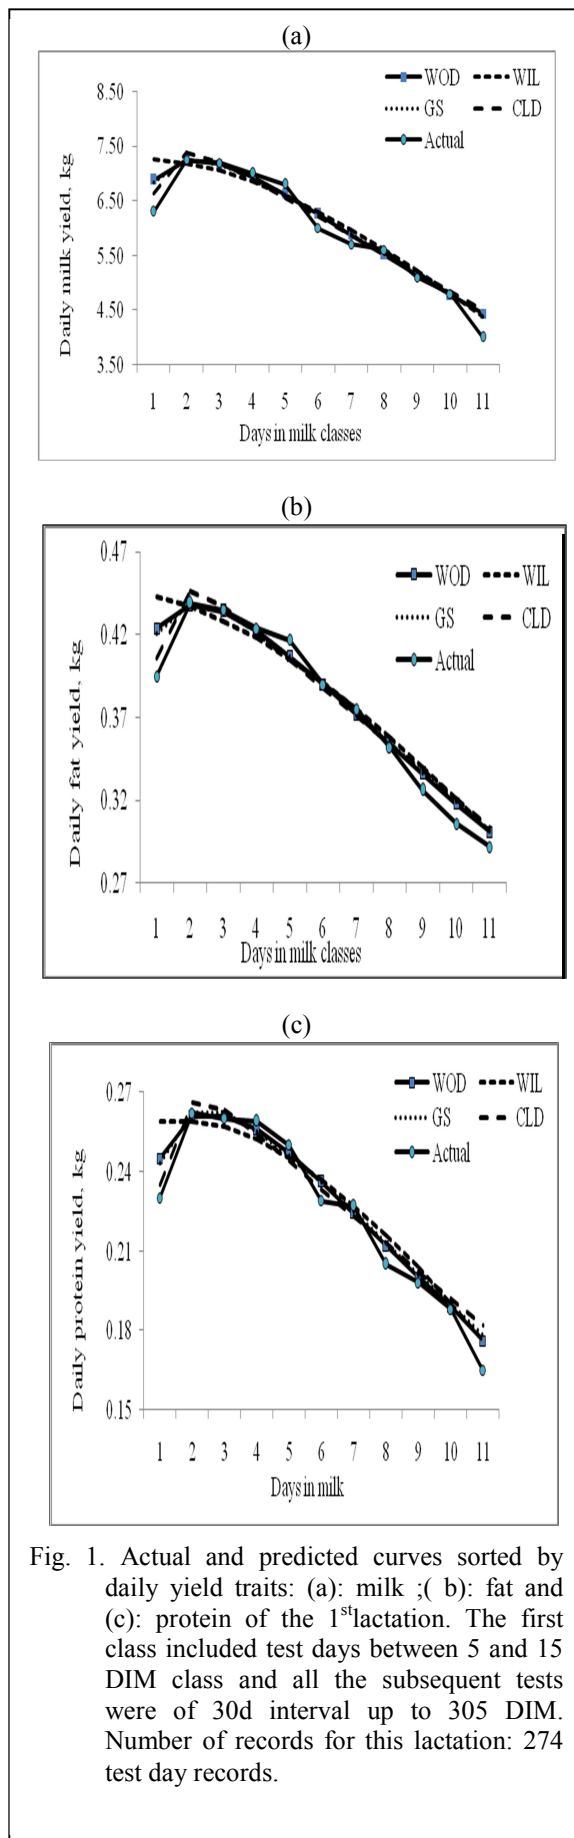 (a)
WOD WIL
GS CLD
Actual
8.50
7.50
6.50
5.50
4.50
3.50
Daily milk yield, kg
1 2 3 4 5 6 7 8 9 10 11
Days in milk classes
(b)
WOD WIL
GS CLD
Actual
0.47
0.42
0.37
0.32
0.27
Daily fat yield, kg
1 2 3 4 5 6 7 8 9 10 11
Days in milk classes
(c)
WOD WIL
GS CLD
Actual
0.27
0.24
0.21
0.18
0.15
Daily protein yield, kg
1 2 3 4 5 6 7 8 9 10 11
Days in milk
Fig. 1. Actual and predicted curves sorted by
daily yield traits: (a): milk ;( b): fat and
(c): protein of the 1stlactation. The first
class included test days between 5 and 15
DIM class and all the subsequent tests
were of 30d interval up to 305 DIM.
Number of records for this lactation: 274
test day records.